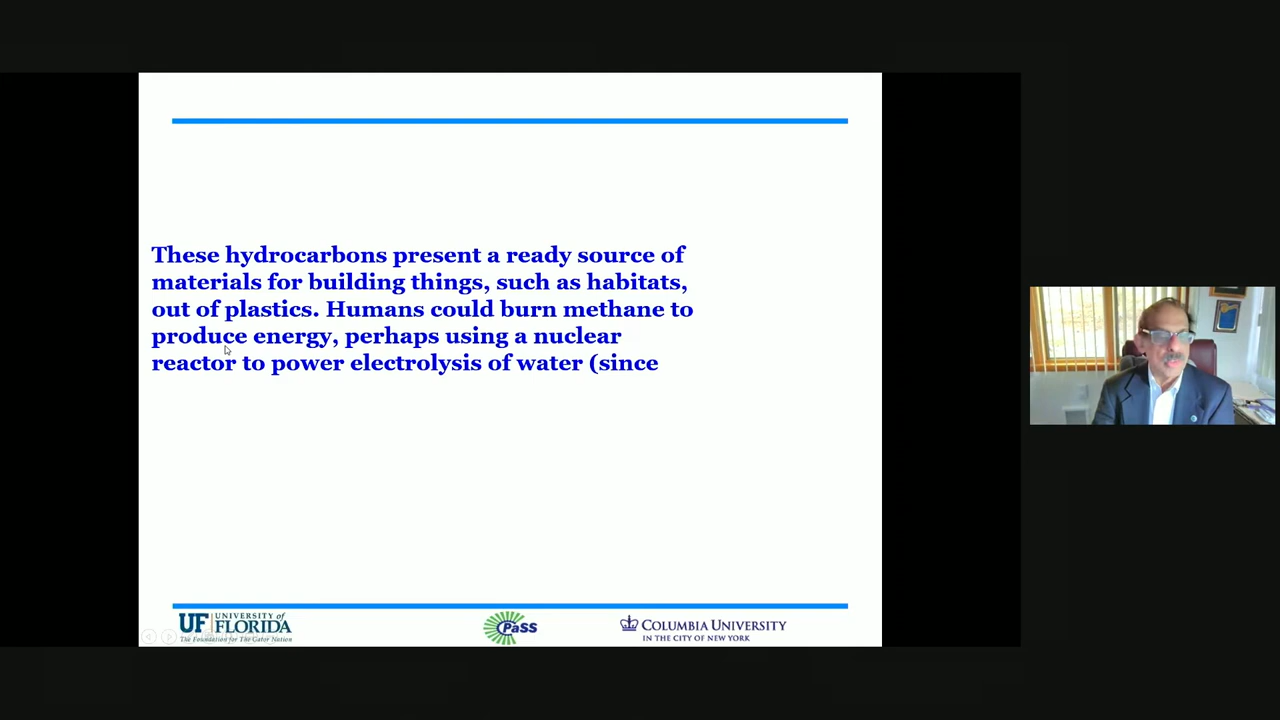 These hydrocarbons present a ready source of
materials for building things, such as habitats,
out of plastics. Humans could burn methane to
produce energy, perhaps using a nuclear
reactor to power electrolysis of water (since
UF UNIVERSITY of
FLORIDA
The Foundation for The Gator Nation
CPaSS
COLUMBIA UNIVERSITY
IN THE CITY OF NEW YORK